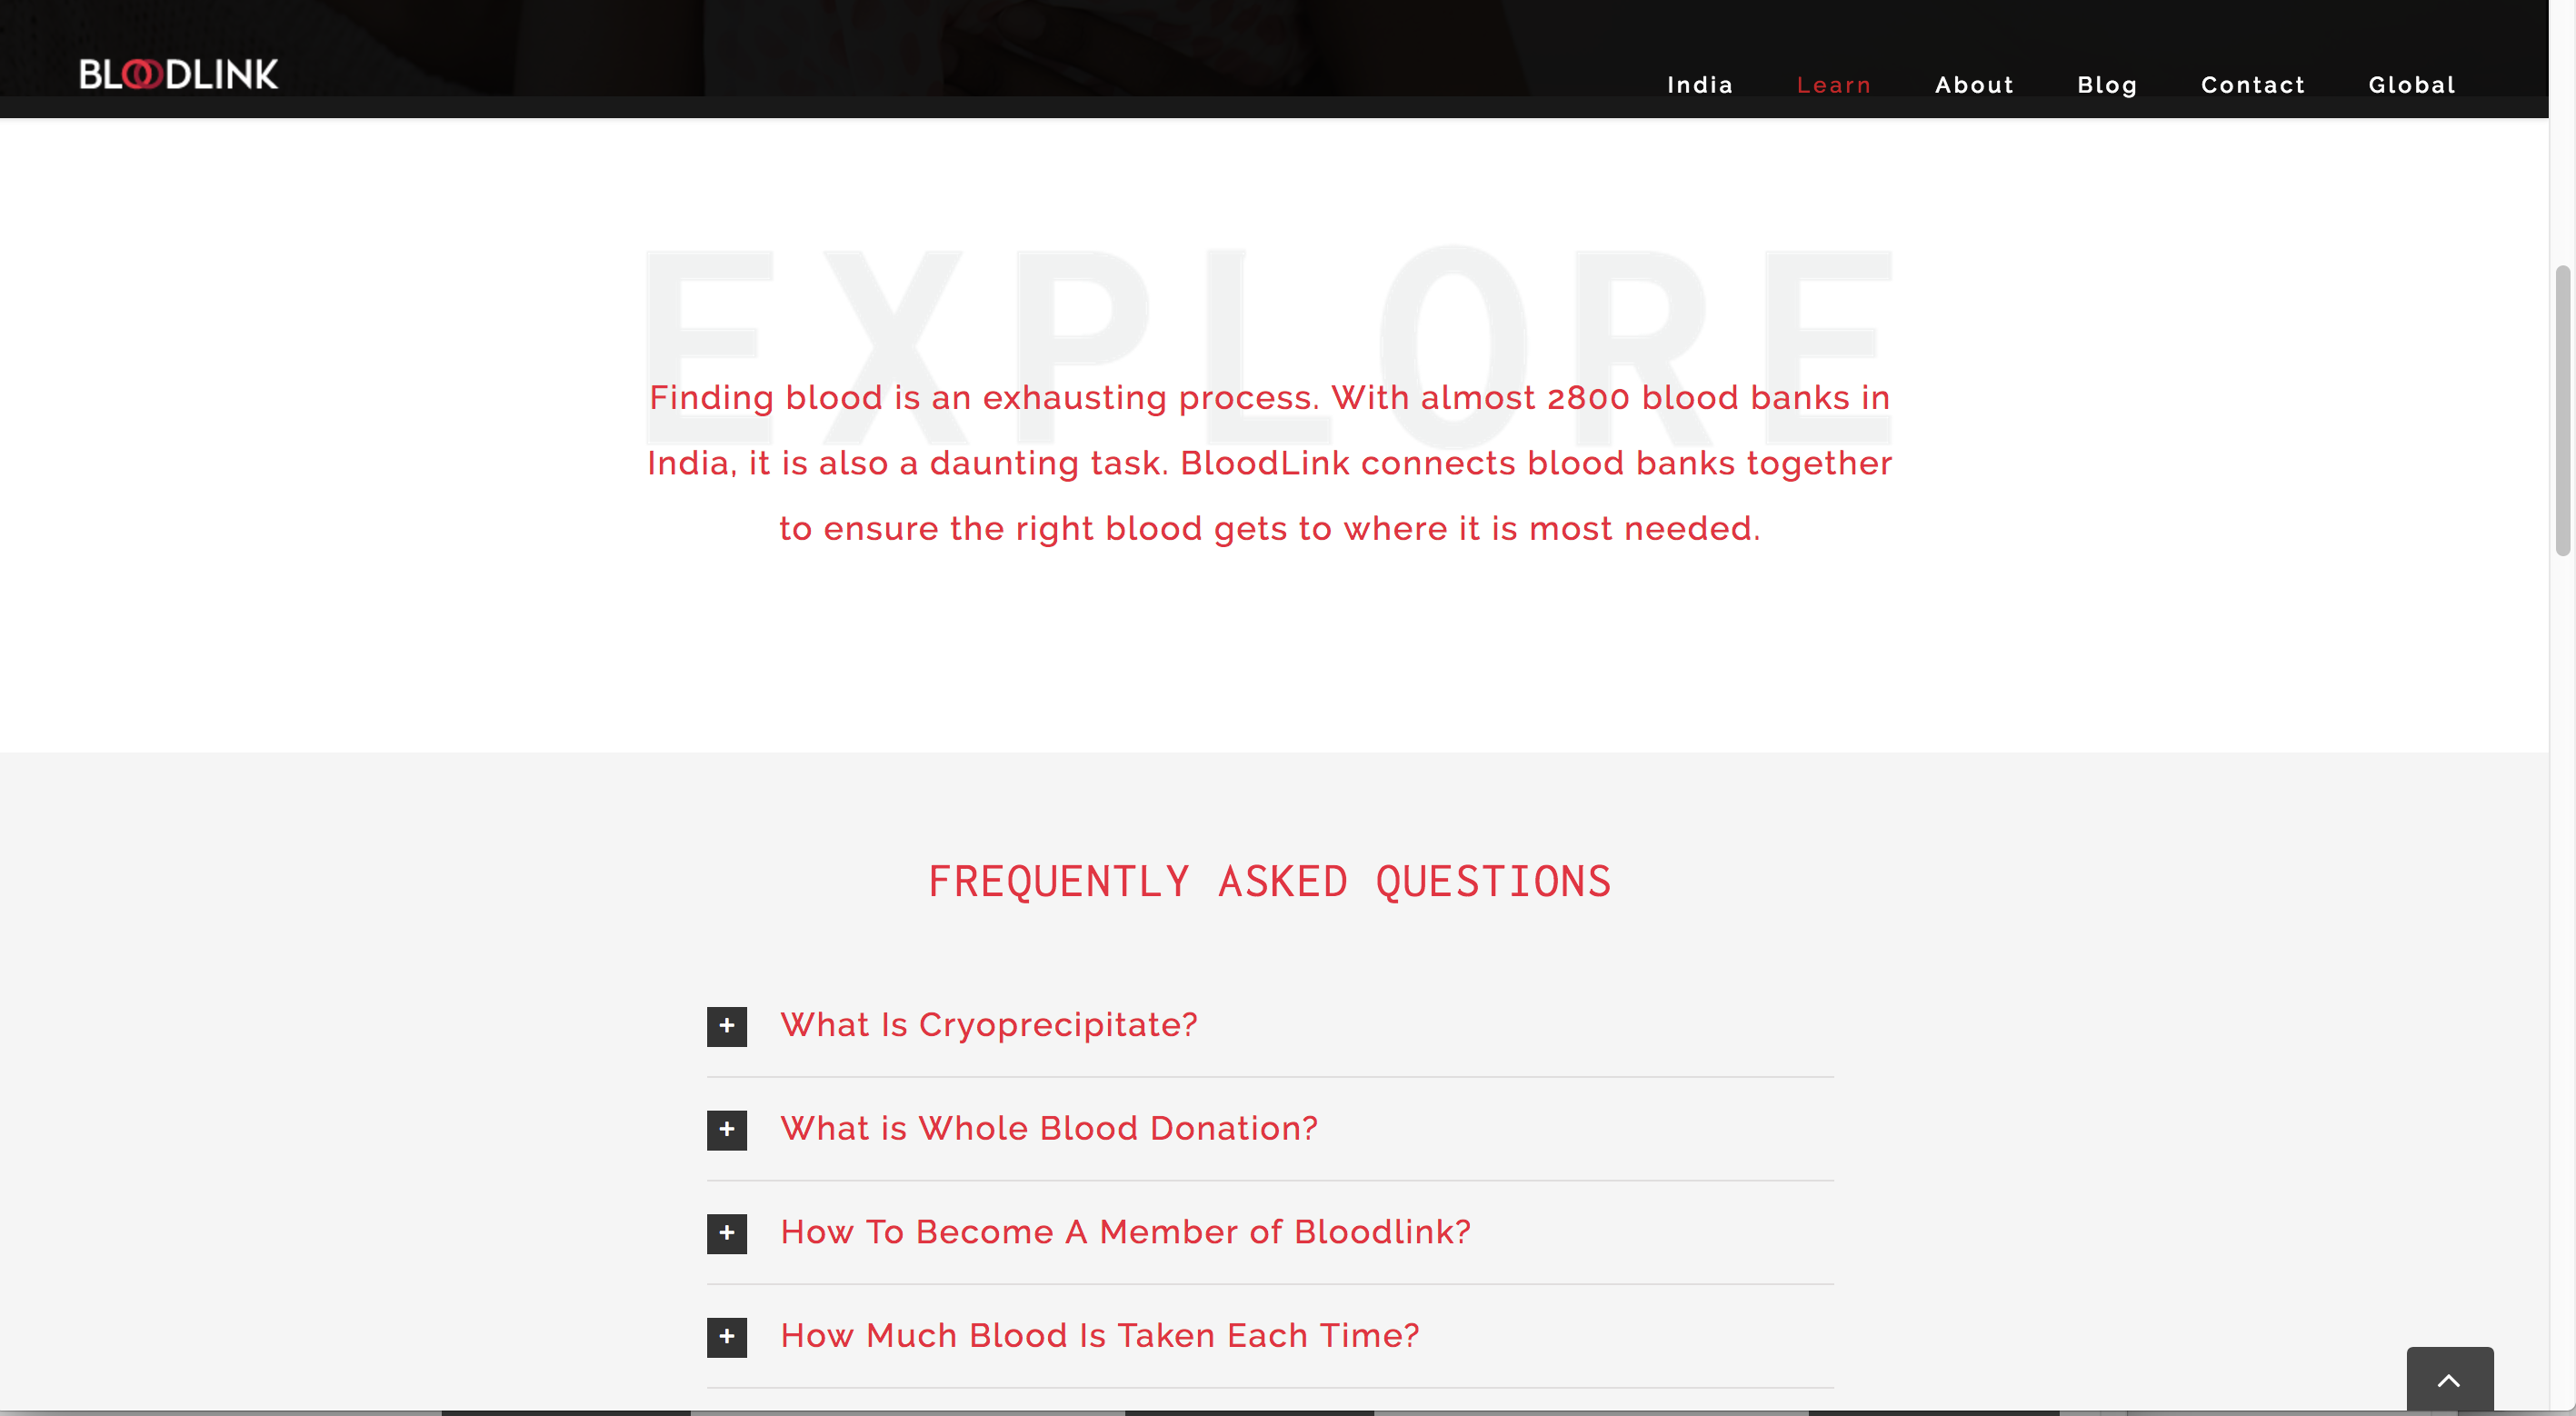 BLOODLINK
India Learn About Blog Contact Global
EXPLORE
Finding blood is an exhausting process. With almost 2800 blood banks in
India, it is also a daunting task. BloodLink connects blood banks together
to ensure the right blood gets to where it is most needed.
FREQUENTLY ASKED QUESTIONS
+ What Is Cryoprecipitate?
+ What is Whole Blood Donation?
+ How To Become A Member of Bloodlink?
+ How Much Blood Is Taken Each Time?